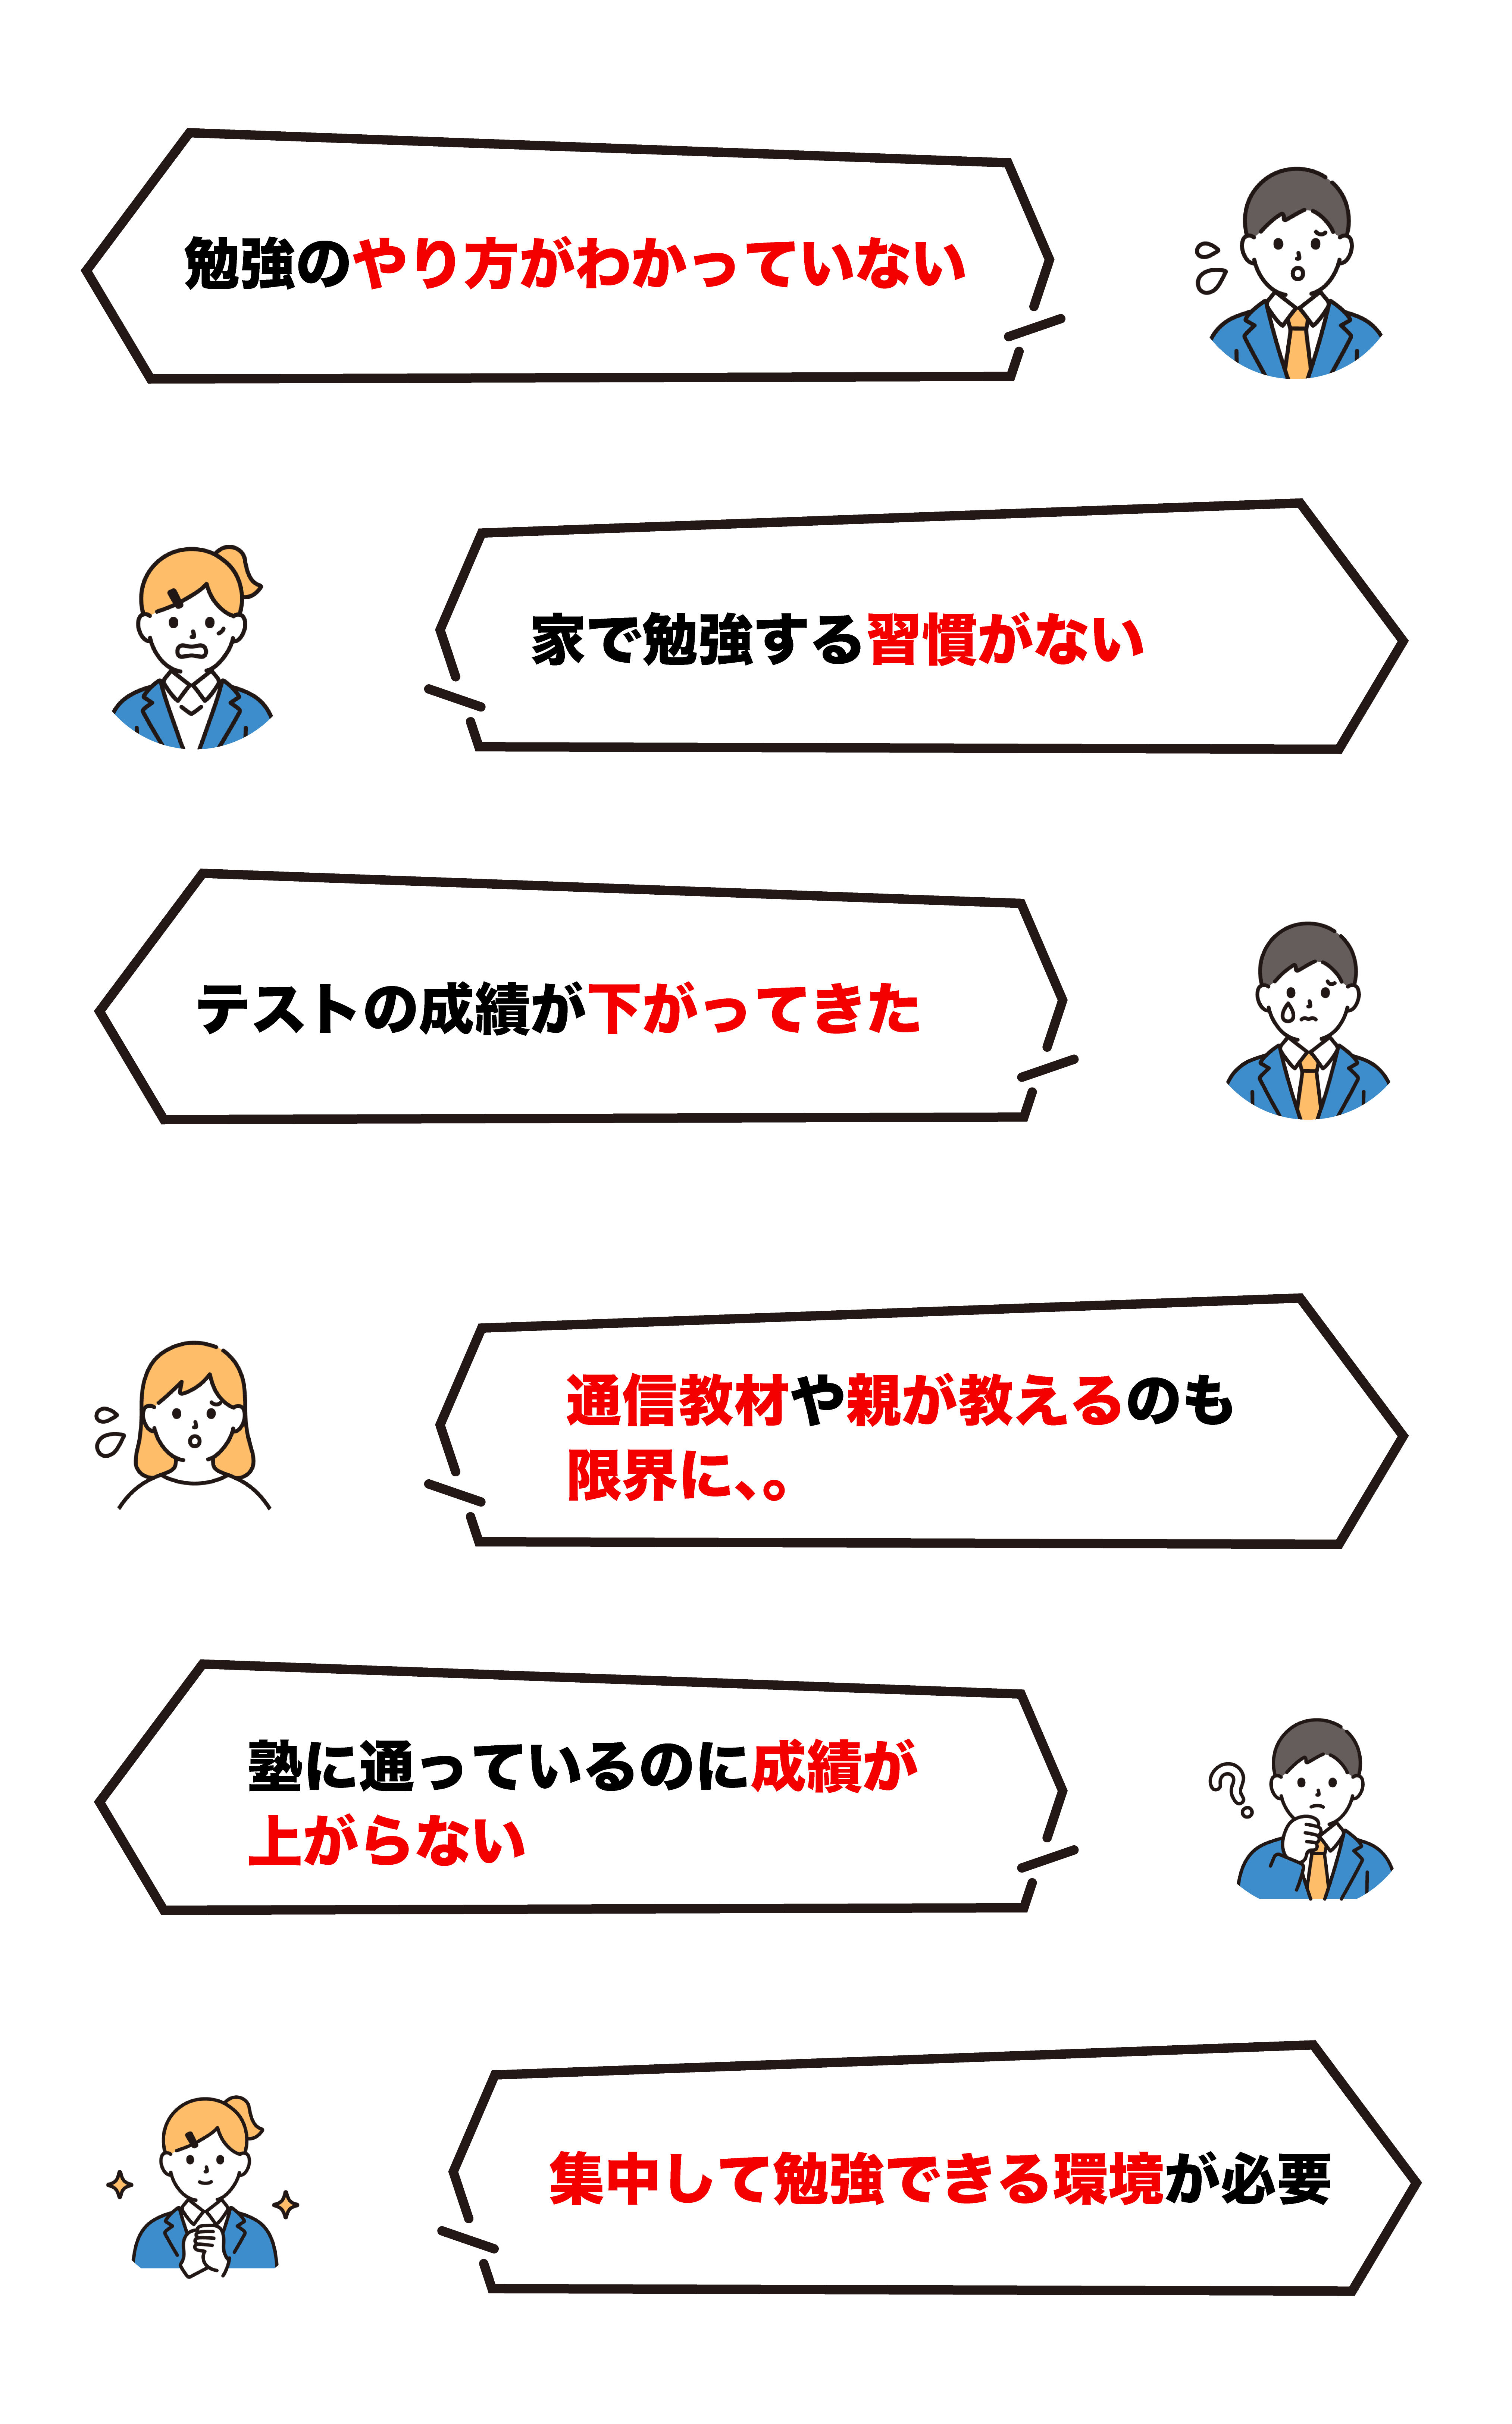 勉強のやり方がわかっていない
家で勉強する習慣がない
テストの成績が下がってきた
通信教材や親が教えるのも
限界に、。
塾に通っているのに成績が
上がらない
集中して勉強できる環境が必要